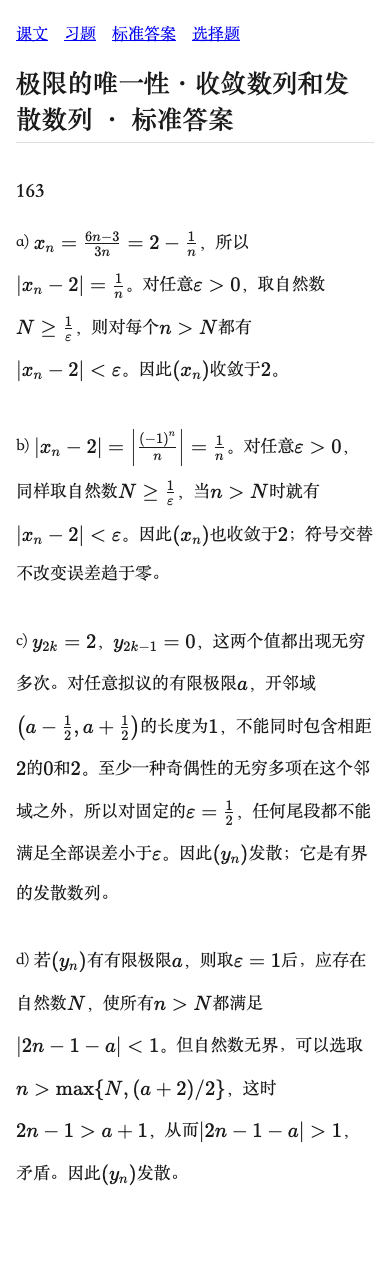 课文 习题 标准答案 选择题
极限的唯一性 · 收敛数列和发
散数列 · 标准答案
163
a) xₙ = (6n−3)/(3n) = 2 − 1/n，所以
|xₙ − 2| = 1/n。对任意ε > 0，取自然数
N ≥ 1/ε，则对每个n > N都有
|xₙ − 2| < ε。因此(xₙ)收敛于2。
b) |xₙ − 2| = |(−1)ⁿ/n| = 1/n。对任意ε > 0，
同样取自然数N ≥ 1/ε，当n > N时就有
|xₙ − 2| < ε。因此(xₙ)也收敛于2；符号交替
不改变误差趋于零。
c) y₂ₖ = 2，y₂ₖ₋₁ = 0，这两个值都出现无穷
多次。对任意拟议的有限极限a，开邻域
(a − 1/2, a + 1/2)的长度为1，不能同时包含相距
2的0和2。至少一种奇偶性的无穷多项在这个邻
域之外，所以对固定的ε = 1/2，任何尾段都不能
满足全部误差小于ε。因此(yₙ)发散；它是有界
的发散数列。
d) 若(yₙ)有有限极限a，则取ε = 1后，应存在
自然数N，使所有n > N都满足
|2n − 1 − a| < 1。但自然数无界，可以选取
n > max{N, (a + 2)/2}，这时
2n − 1 > a + 1，从而|2n − 1 − a| > 1，
矛盾。因此(yₙ)发散。